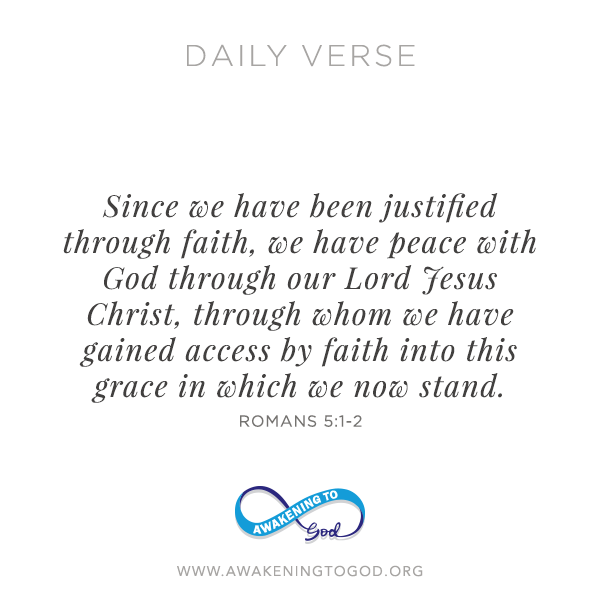 DAILY VERSE
Since we have been justified
through faith, we have peace with
God through our Lord Jesus
Christ, through whom we have
gained access by faith into this
grace in which we now stand.
ROMANS 5:1-2
AWAKENING TO
God
WWW.AWAKENINGTOGOD.ORG